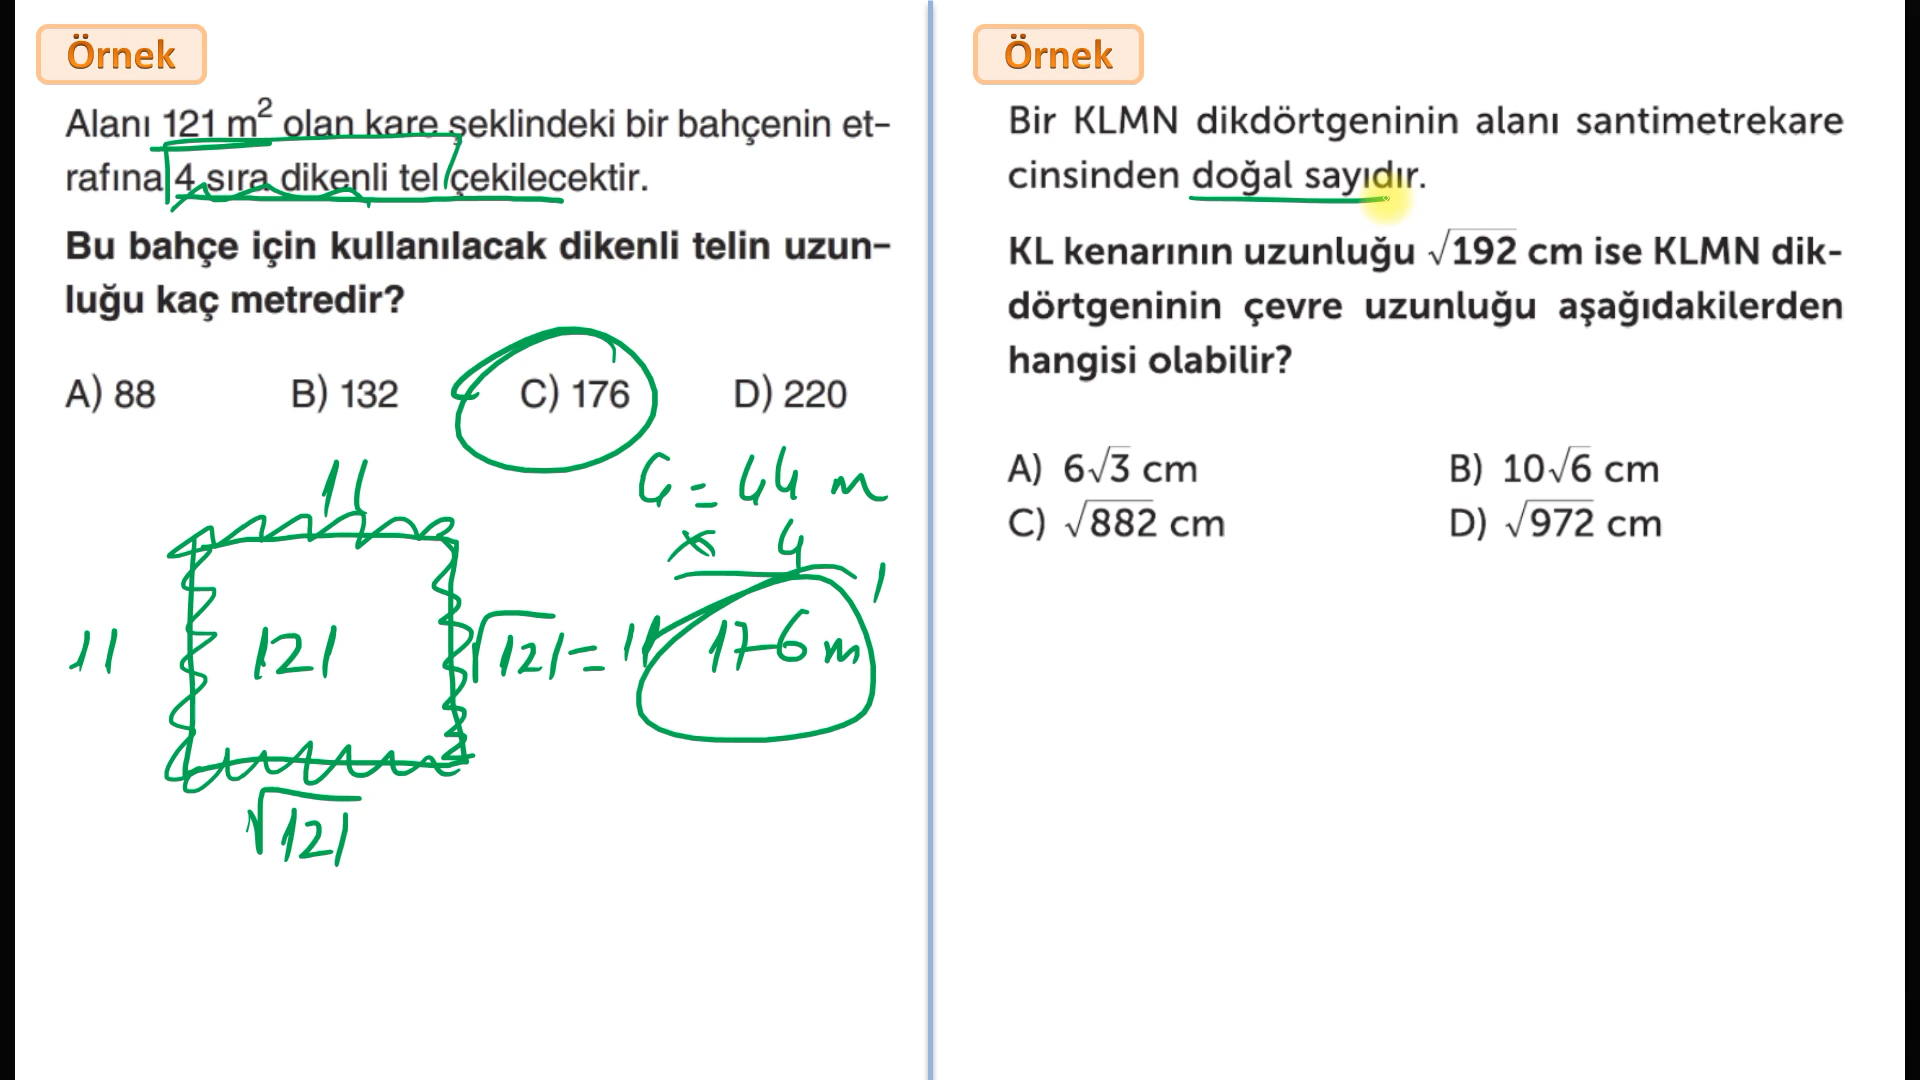 Örnek
Alanı 121 m² olan kare şeklindeki bir bahçenin et-
rafına 4 sıra dikenli tel çekilecektir.
Bu bahçe için kullanılacak dikenli telin uzun-
luğu kaç metredir?
A) 88 B) 132 C) 176 D) 220
11
Ç = 44 m
x 4
176 m
11
121
√121 = 11
√121
Örnek
Bir KLMN dikdörtgeninin alanı santimetrekare
cinsinden doğal sayıdır.
KL kenarının uzunluğu √192 cm ise KLMN dik-
dörtgeninin çevre uzunluğu aşağıdakilerden
hangisi olabilir?
A) 6√3 cm B) 10√6 cm
C) √882 cm D) √972 cm